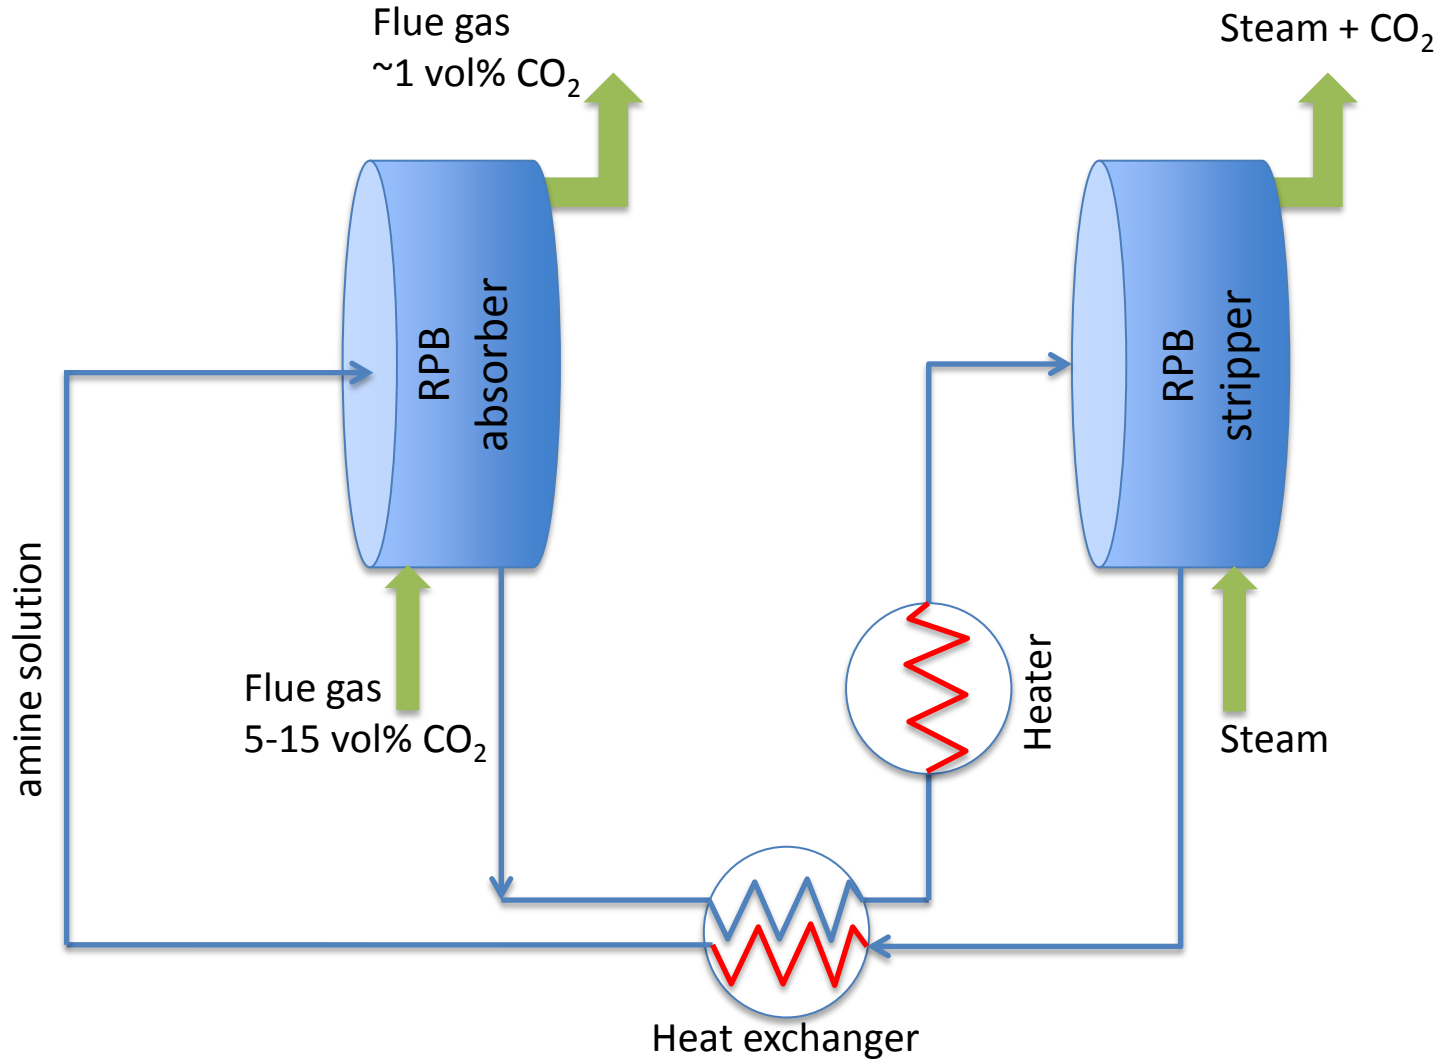 Flue gas
~1 vol% CO₂
Steam + CO₂
RPB
absorber
RPB
stripper
amine solution
Flue gas
5-15 vol% CO₂
Heater
Steam
Heat exchanger